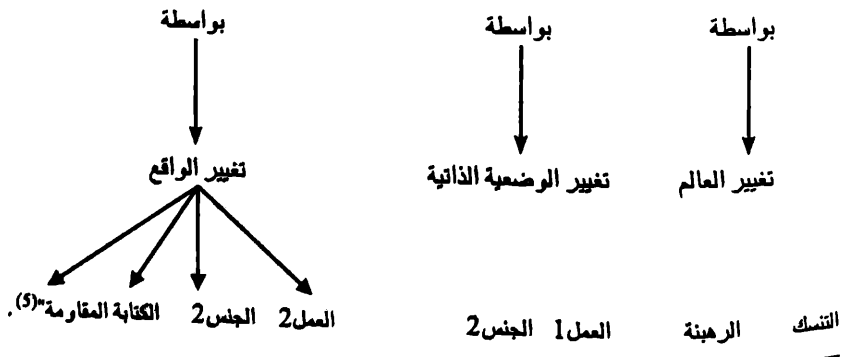 بواسطة بواسطة بواسطة
تغيير العالم تغيير الوضعية الذاتية تغيير الواقع
التنسك الرهبنة العمل1 الجنس2 العمل2 الجنس2 الكتابة المقاومة"(5).